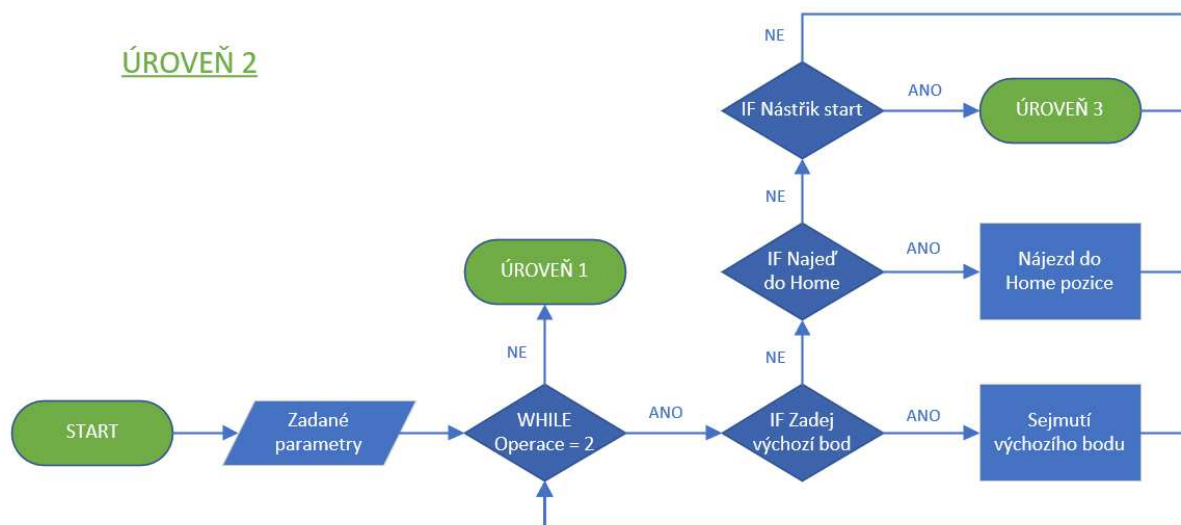 ÚROVEŇ 2
NE
IF Nástřik start
ANO
ÚROVEŇ 3
NE
ÚROVEŇ 1
IF Najeď
do Home
ANO
Nájezd do
Home pozice
NE
NE
START
Zadané
parametry
WHILE
Operace = 2
ANO
IF Zadej
výchozí bod
ANO
Sejmutí
výchozího bodu